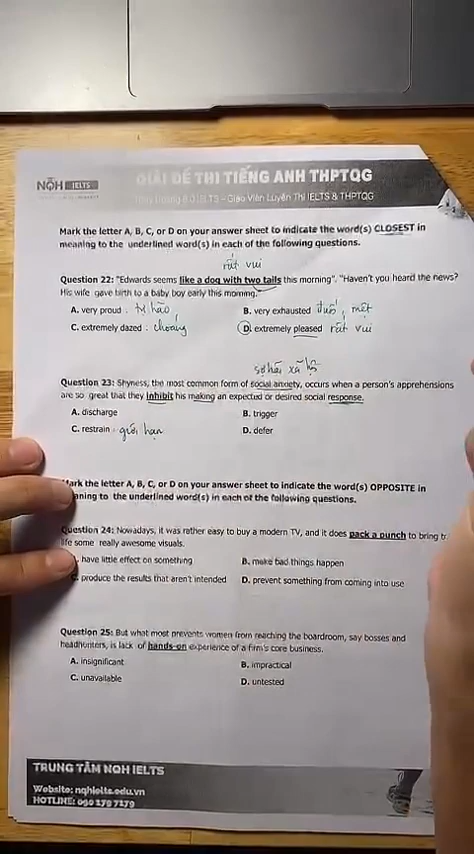 NQH IELTS
GIẢI ĐỀ THI TIẾNG ANH THPTQG
IELTS - Giáo Viên Luyện Thi IELTS & THPTQG
Mark the letter A, B, C, or D on your answer sheet to indicate the word(s) CLOSEST in
meaning to the underlined word(s) in each of the following questions.
rất vui
Question 22: "Edwards seems like a dog with two tails this morning". "Haven't you heard the news?
His wife gave birth to a baby boy early this morning."
A. very proud : tự hào
B. very exhausted đuối, mệt
C. extremely dazed : choáng
D. extremely pleased rất vui
sợ hãi xã hội
Question 23: Shyness, the most common form of social anxiety, occurs when a person's apprehensions
are so great that they inhibit his making an expected or desired social response.
A. discharge
B. trigger
C. restrain : giới hạn
D. defer
ark the letter A, B, C, or D on your answer sheet to indicate the word(s) OPPOSITE in
aning to the underlined word(s) in each of the following questions.
Question 24: Nowadays, it was rather easy to buy a modern TV, and it does pack a punch to bring
life some really awesome visuals.
have little effect on something
B. make bad things happen
C. produce the results that aren't intended
D. prevent something from coming into use
Question 25: But what most prevents women from reaching the boardroom, say bosses and
headhunters, is lack of hands-on experience of a firm's core business.
A. insignificant
B. impractical
C. unavailable
D. untested
TRUNG TÂM NQH IELTS
Website: nqhielts.edu.vn
HOTLINE: 090 279 7179